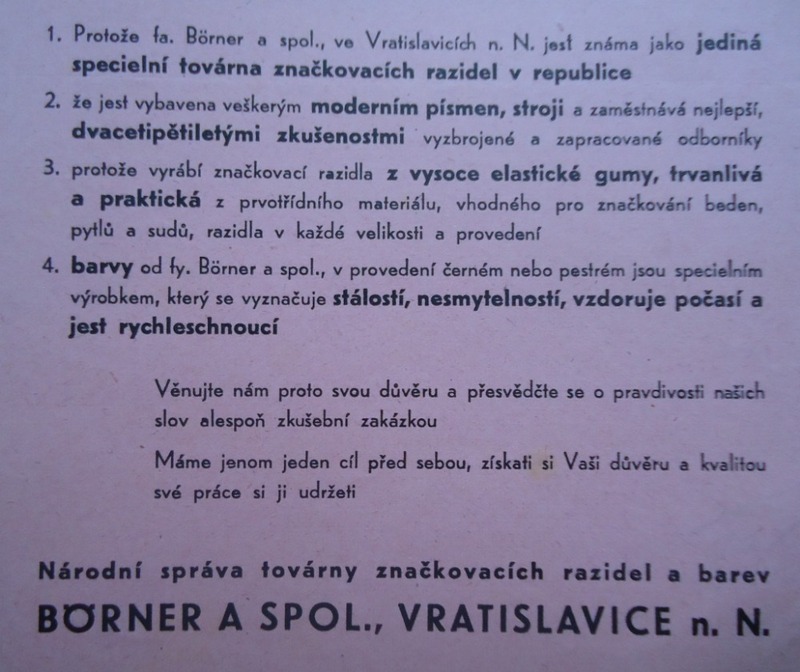 1. Protože fa. Börner a spol., ve Vratislavicích n. N. jest známa jako jediná
specielní továrna značkovacích razidel v republice
2. že jest vybavena veškerým moderním písmen, stroji a zaměstnává nejlepší,
dvacetipětiletými zkušenostmi vyzbrojené a zapracované odborníky
3. protože vyrábí značkovací razidla z vysoce elastické gumy, trvanlivá
a praktická z prvotřídního materiálu, vhodného pro značkování beden,
pytlů a sudů, razidla v každé velikosti a provedení
4. barvy od fy. Börner a spol., v provedení černém nebo pestrém jsou specielním
výrobkem, který se vyznačuje stálostí, nesmytelností, vzdoruje počasí a
jest rychleschnoucí
Věnujte nám proto svou důvěru a přesvědčte se o pravdivosti našich
slov alespoň zkušební zakázkou
Máme jenom jeden cíl před sebou, získati si Vaši důvěru a kvalitou
své práce si ji udržeti
Národní správa továrny značkovacích razidel a barev
BÖRNER A SPOL., VRATISLAVICE n. N.